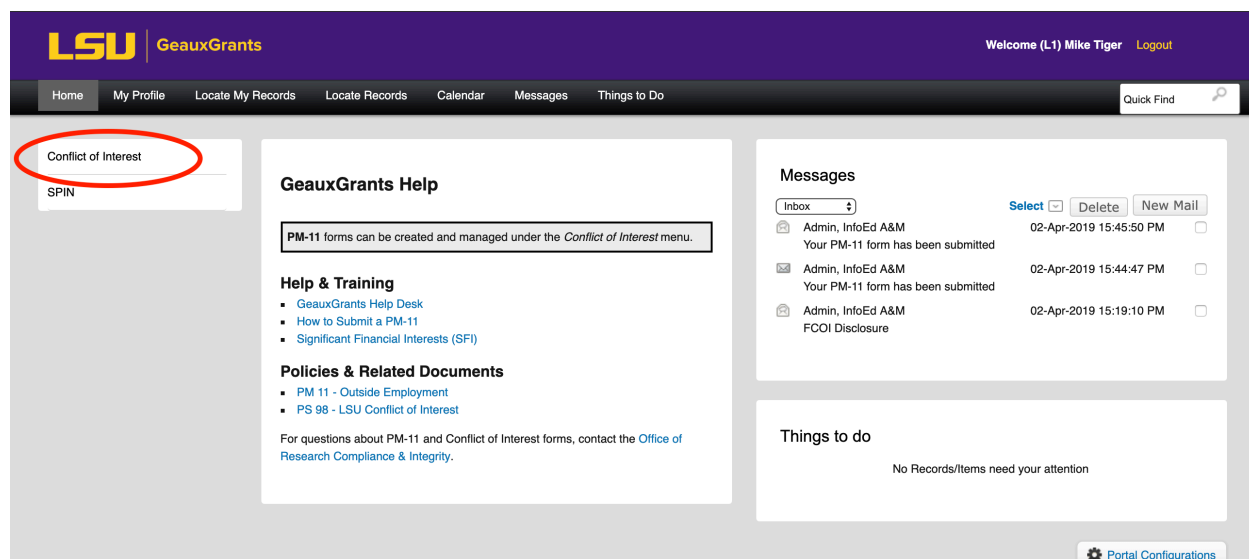 LSU GeauxGrants
Welcome (L1) Mike Tiger Logout
Home My Profile Locate My Records Locate Records Calendar Messages Things to Do
Quick Find
Conflict of Interest
SPIN
GeauxGrants Help
PM-11 forms can be created and managed under the Conflict of Interest menu.
Help & Training
GeauxGrants Help Desk
How to Submit a PM-11
Significant Financial Interests (SFI)
Policies & Related Documents
PM 11 - Outside Employment
PS 98 - LSU Conflict of Interest
For questions about PM-11 and Conflict of Interest forms, contact the Office of
Research Compliance & Integrity.
Messages
Inbox Select Delete New Mail
Admin, InfoEd A&M 02-Apr-2019 15:45:50 PM
Your PM-11 form has been submitted
Admin, InfoEd A&M 02-Apr-2019 15:44:47 PM
Your PM-11 form has been submitted
Admin, InfoEd A&M 02-Apr-2019 15:19:10 PM
FCOI Disclosure
Things to do
No Records/Items need your attention
Portal Configurations